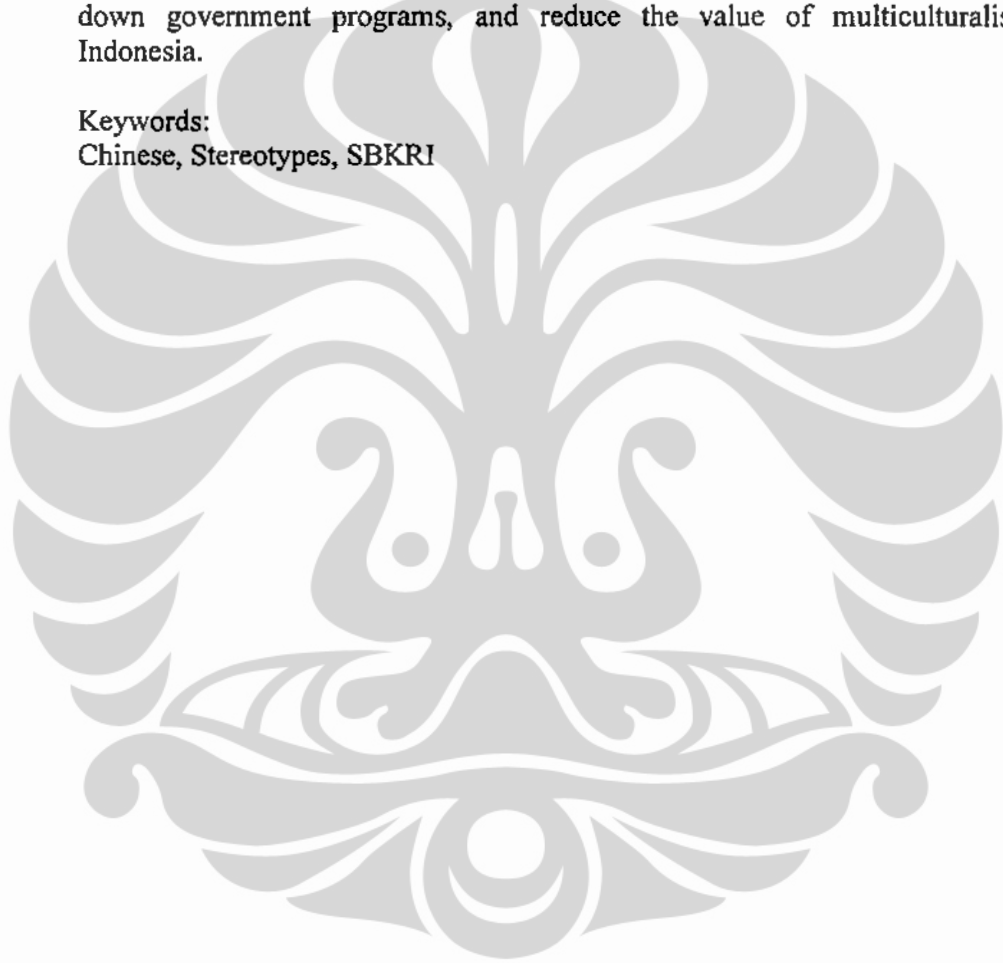 down government programs, and reduce the value of multiculturalis
Indonesia.
Keywords:
Chinese, Stereotypes, SBKRI